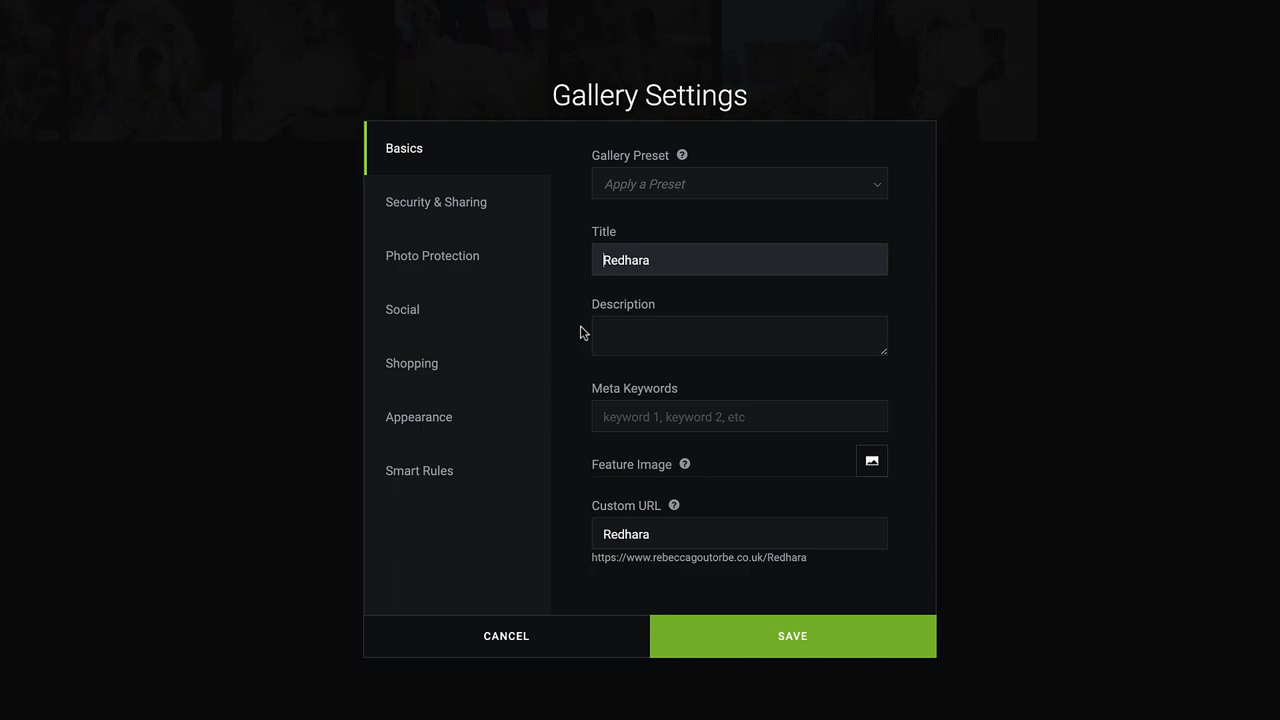 Gallery Settings
Basics
Security & Sharing
Photo Protection
Social
Shopping
Appearance
Smart Rules
Gallery Preset
Apply a Preset
Title
Redhara
Description
Meta Keywords
keyword 1, keyword 2, etc
Feature Image
Custom URL
Redhara
https://www.rebeccagoutorbe.co.uk/Redhara
CANCEL
SAVE